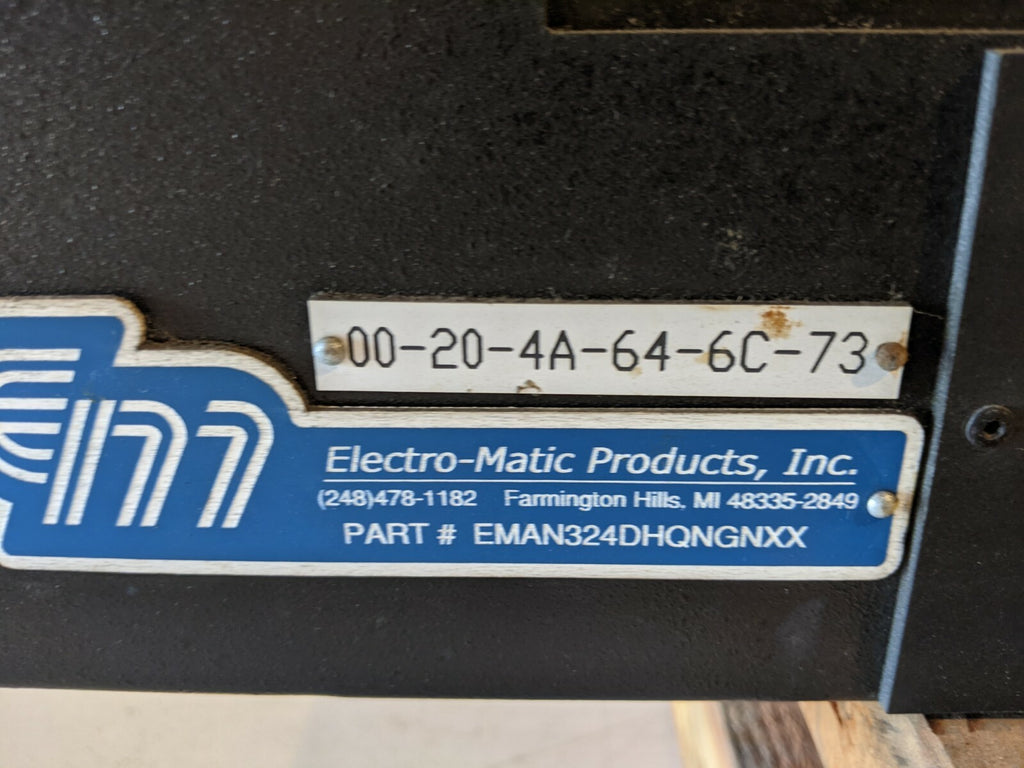 00-20-4A-64-6C-73
Em
Electro-Matic Products, Inc.
(248)478-1182 Farmington Hills, MI 48335-2849
PART # EMAN324DHQNGNXX